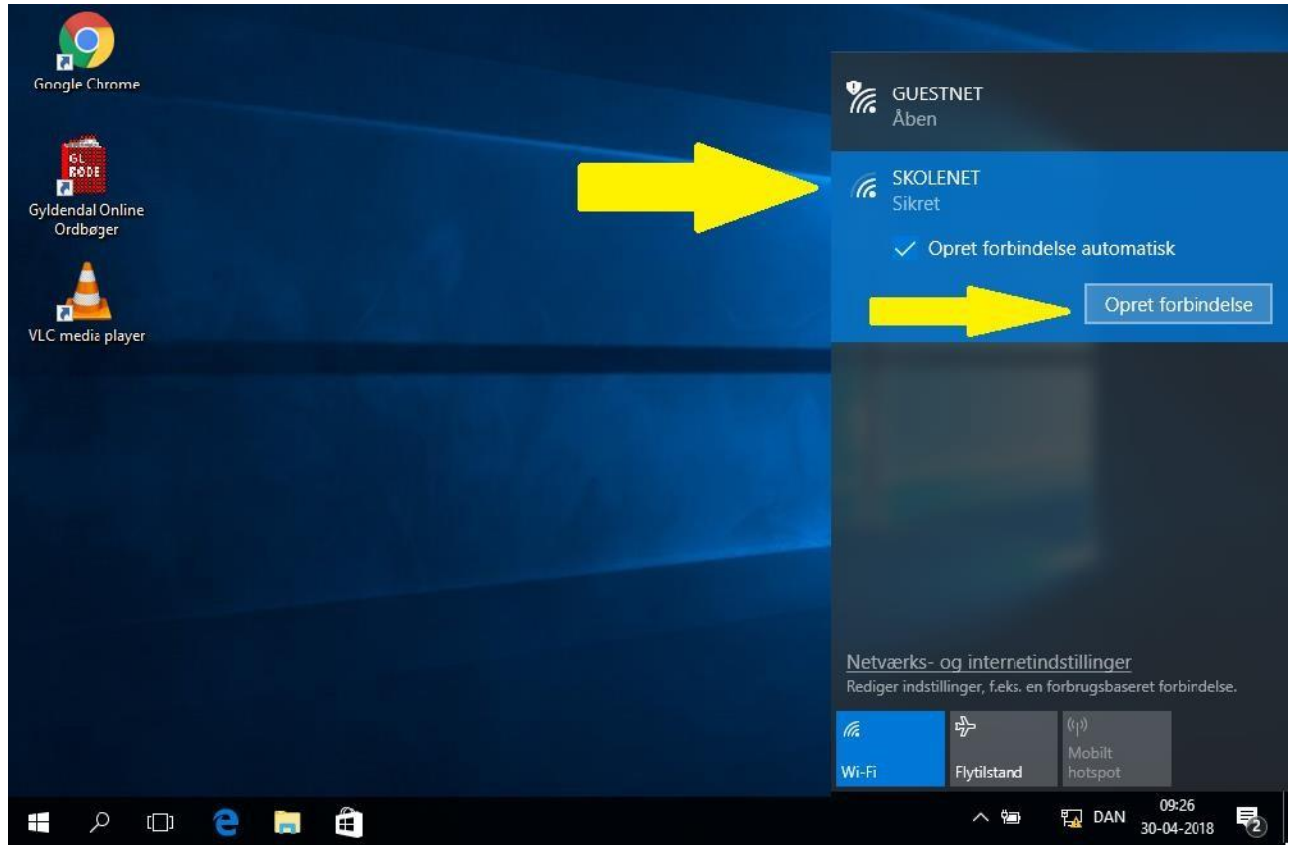 Google Chrome
GL
RØDE
Gyldendal Online
Ordbøger
VLC media player
GUESTNET
Åben
SKOLENET
Sikret
Opret forbindelse automatisk
Opret forbindelse
Netværks- og internetindstillinger
Rediger indstillinger, f.eks. en forbrugsbaseret forbindelse.
Wi-Fi
Flytilstand
Mobilt
hotspot
DAN
09:26
30-04-2018
2